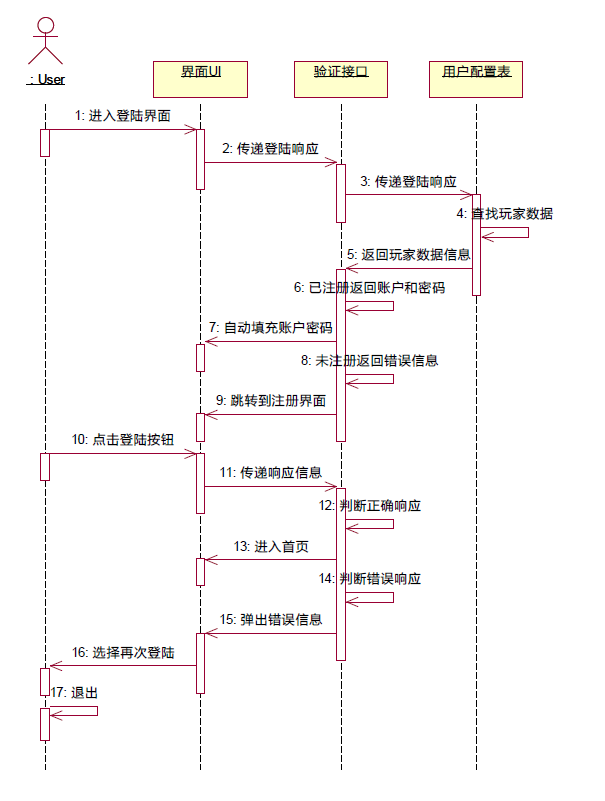 : User
界面UI
验证接口
用户配置表
1: 进入登陆界面
2: 传递登陆响应
3: 传递登陆响应
4: 查找玩家数据
5: 返回玩家数据信息
6: 已注册返回账户和密码
7: 自动填充账户密码
8: 未注册返回错误信息
9: 跳转到注册界面
10: 点击登陆按钮
11: 传递响应信息
12: 判断正确响应
13: 进入首页
14: 判断错误响应
15: 弹出错误信息
16: 选择再次登陆
17: 退出